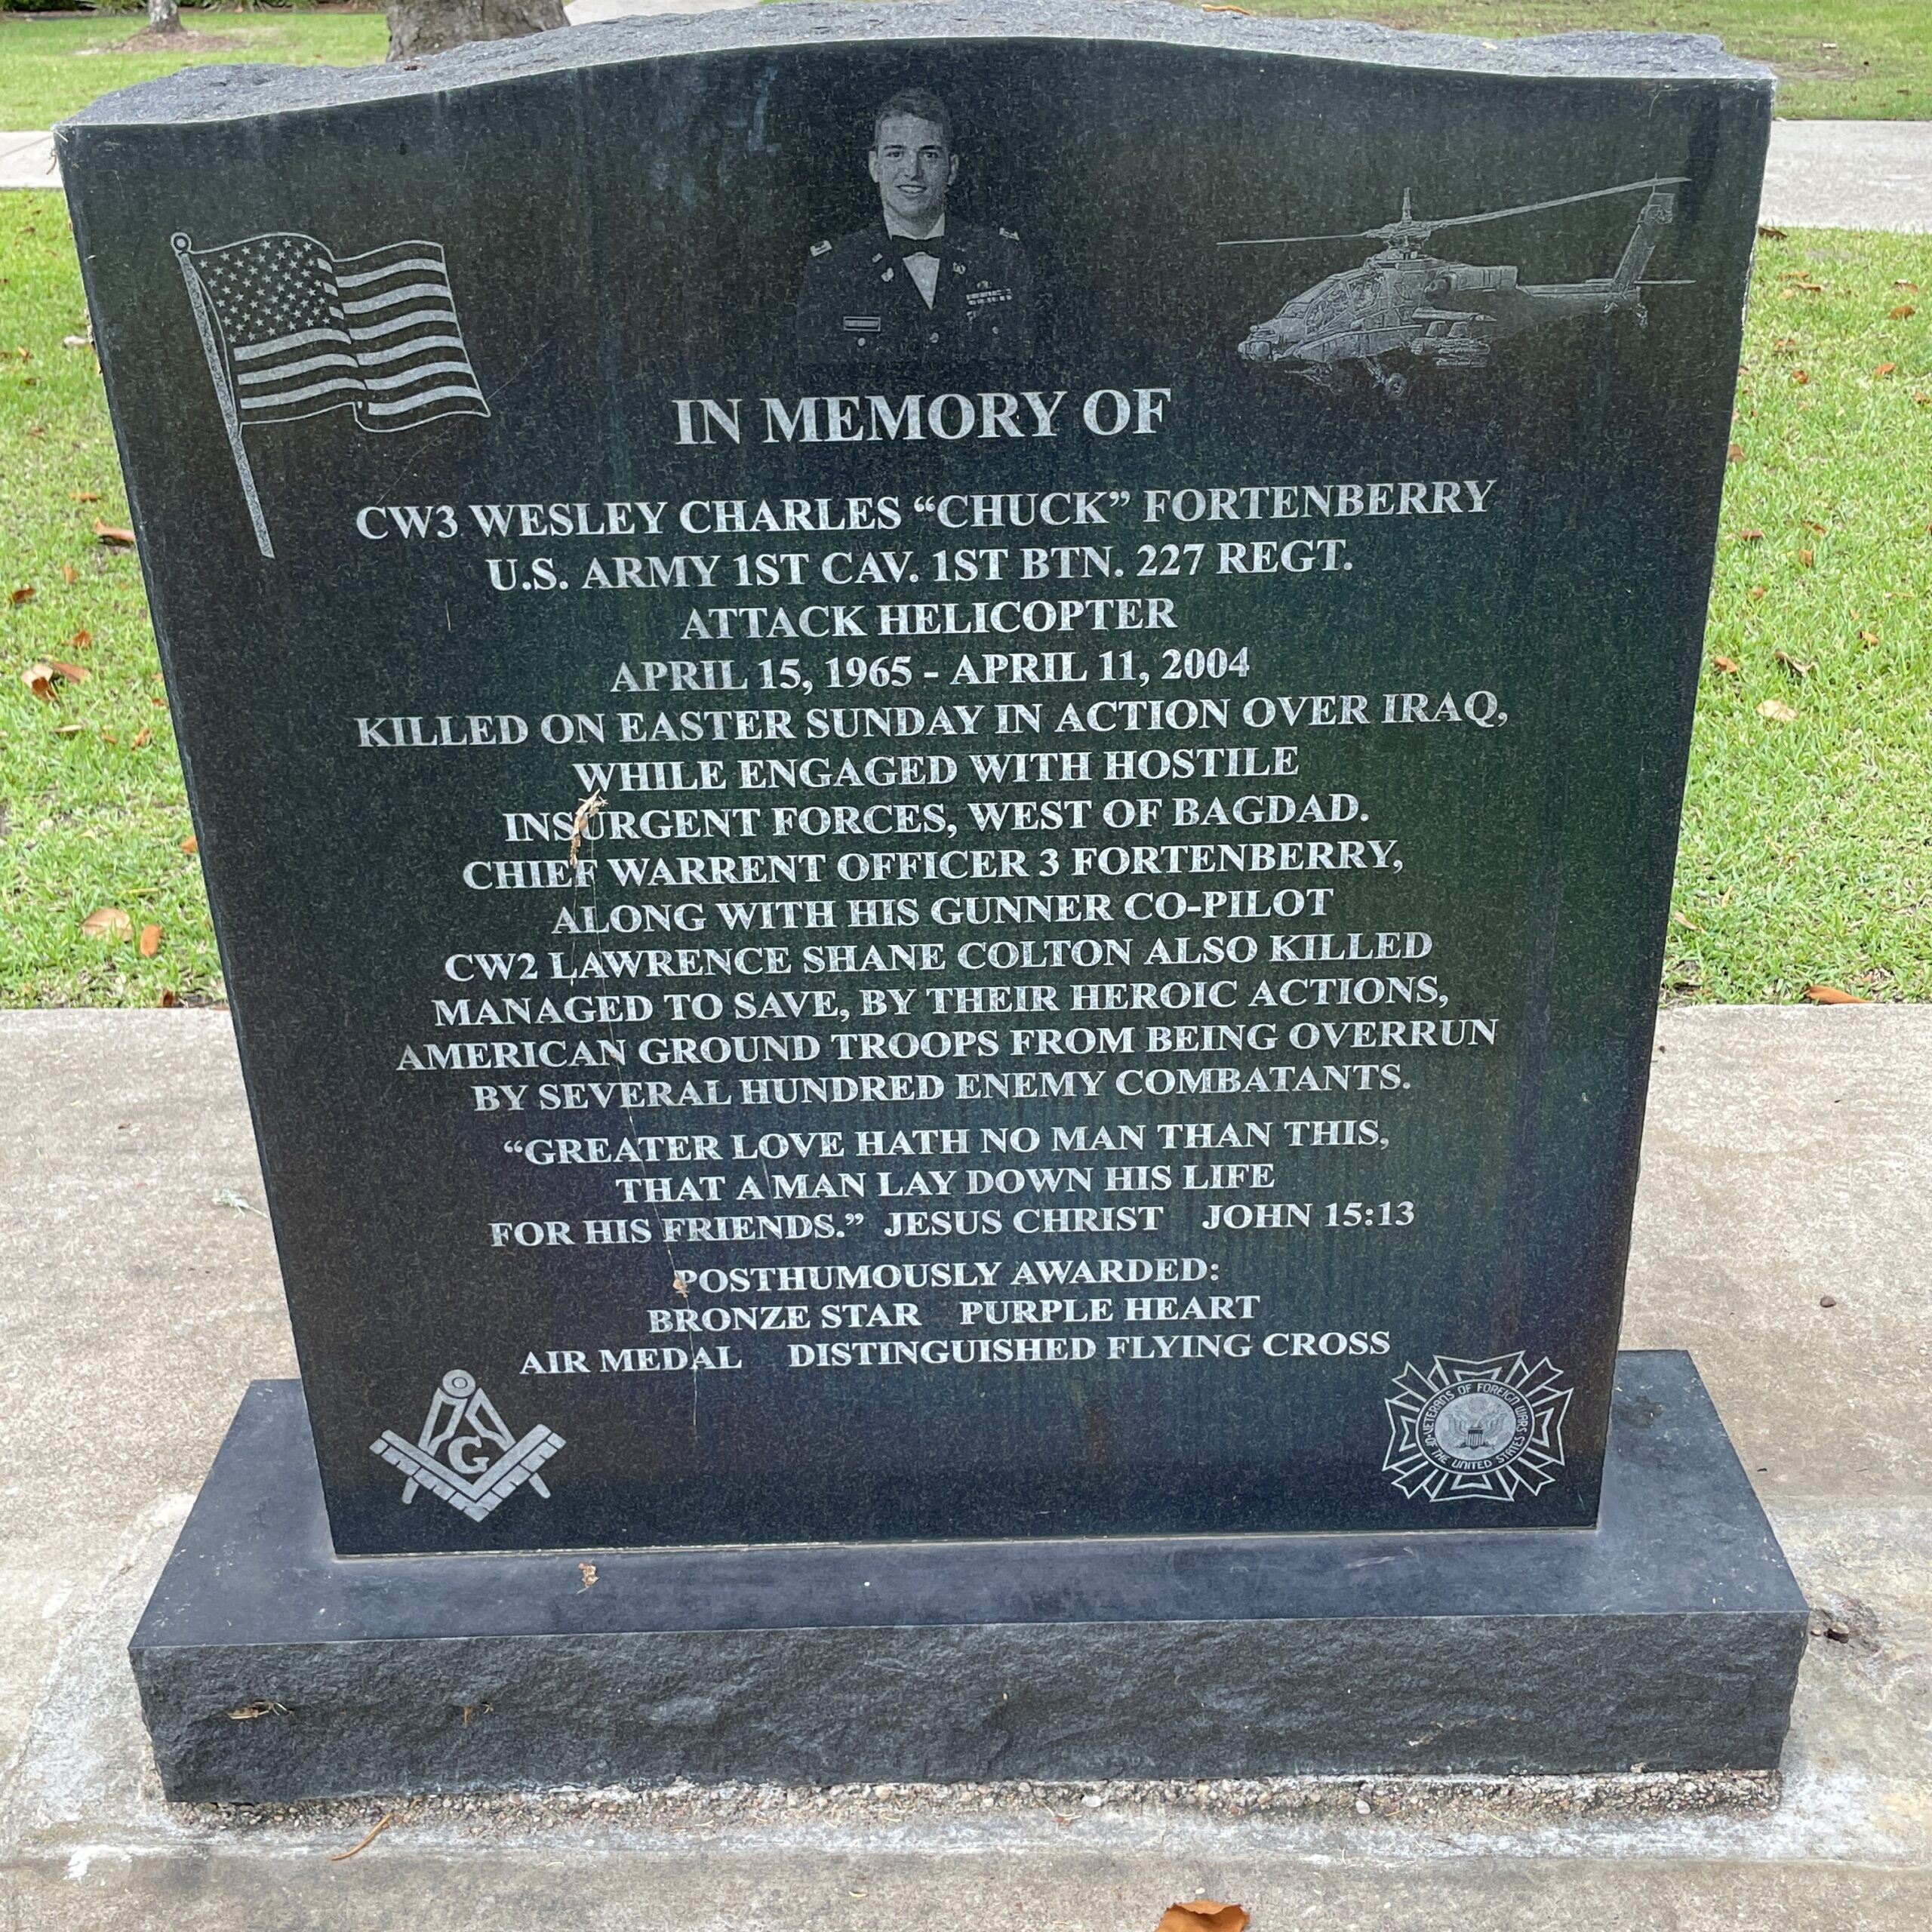 IN MEMORY OF
CW3 WESLEY CHARLES “CHUCK” FORTENBERRY
U.S. ARMY 1ST CAV. 1ST BTN. 227 REGT.
ATTACK HELICOPTER
APRIL 15, 1965 - APRIL 11, 2004
KILLED ON EASTER SUNDAY IN ACTION OVER IRAQ,
WHILE ENGAGED WITH HOSTILE
INSURGENT FORCES, WEST OF BAGDAD.
CHIEF WARRENT OFFICER 3 FORTENBERRY,
ALONG WITH HIS GUNNER CO-PILOT
CW2 LAWRENCE SHANE COLTON ALSO KILLED
MANAGED TO SAVE, BY THEIR HEROIC ACTIONS,
AMERICAN GROUND TROOPS FROM BEING OVERRUN
BY SEVERAL HUNDRED ENEMY COMBATANTS.
“GREATER LOVE HATH NO MAN THAN THIS,
THAT A MAN LAY DOWN HIS LIFE
FOR HIS FRIENDS.” JESUS CHRIST JOHN 15:13
POSTHUMOUSLY AWARDED:
BRONZE STAR PURPLE HEART
AIR MEDAL DISTINGUISHED FLYING CROSS
G
VETERANS OF FOREIGN WARS
OF THE UNITED STATES